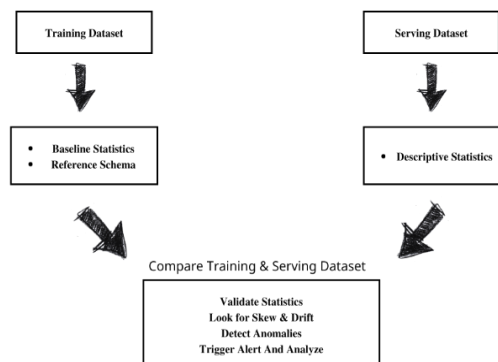 Training Dataset
Serving Dataset
• Baseline Statistics
• Reference Schema
• Descriptive Statistics
Compare Training & Serving Dataset
Validate Statistics
Look for Skew & Drift
Detect Anomalies
Trigger Alert And Analyze